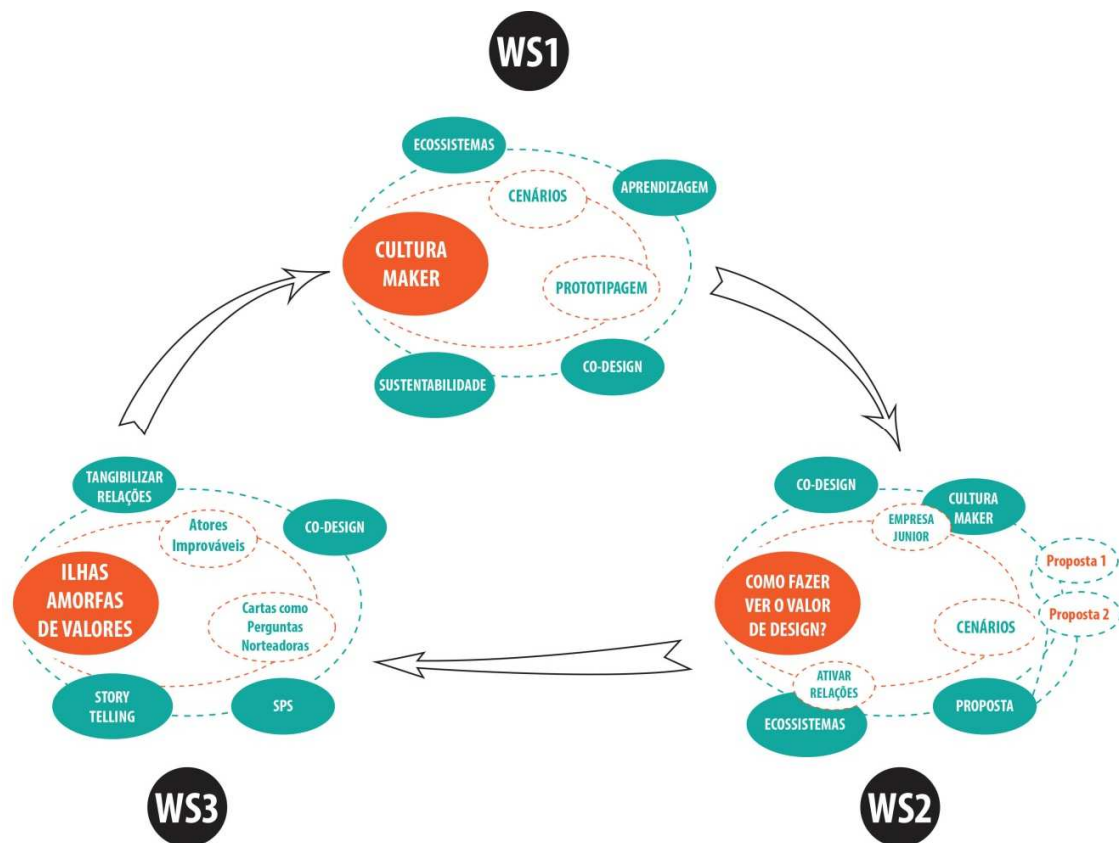 WS1
ECOSSISTEMAS
APRENDIZAGEM
CENÁRIOS
CULTURA
MAKER
PROTOTIPAGEM
CO-DESIGN
SUSTENTABILIDADE
TANGIBILIZAR
RELAÇÕES
CO-DESIGN
Atores
Improváveis
ILHAS
AMORFAS
DE VALORES
Cartas como
Perguntas
Norteadoras
STORY
TELLING
SPS
WS3
CO-DESIGN
CULTURA
MAKER
EMPRESA
JUNIOR
Proposta 1
Proposta 2
COMO FAZER
VER O VALOR
DE DESIGN?
CENÁRIOS
ATIVAR
RELAÇÕES
ECOSSISTEMAS
PROPOSTA
WS2